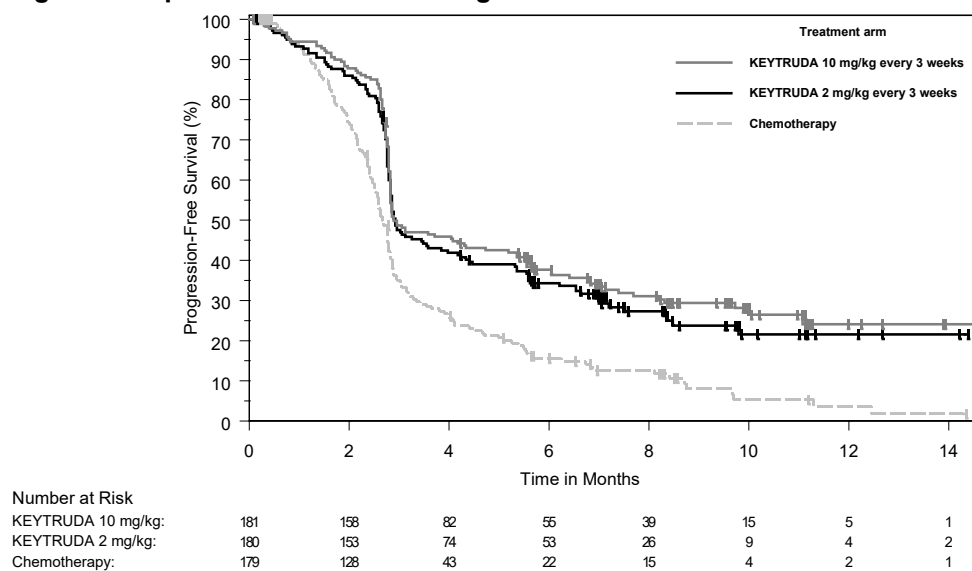 100
90
80
70
60
50
40
30
20
10
0
Progression-Free Survival (%)
Treatment arm
KEYTRUDA 10 mg/kg every 3 weeks
KEYTRUDA 2 mg/kg every 3 weeks
Chemotherapy
0 2 4 6 8 10 12 14
Time in Months
Number at Risk
KEYTRUDA 10 mg/kg: 181 158 82 55 39 15 5 1
KEYTRUDA 2 mg/kg: 180 153 74 53 26 9 4 2
Chemotherapy: 179 128 43 22 15 4 2 1